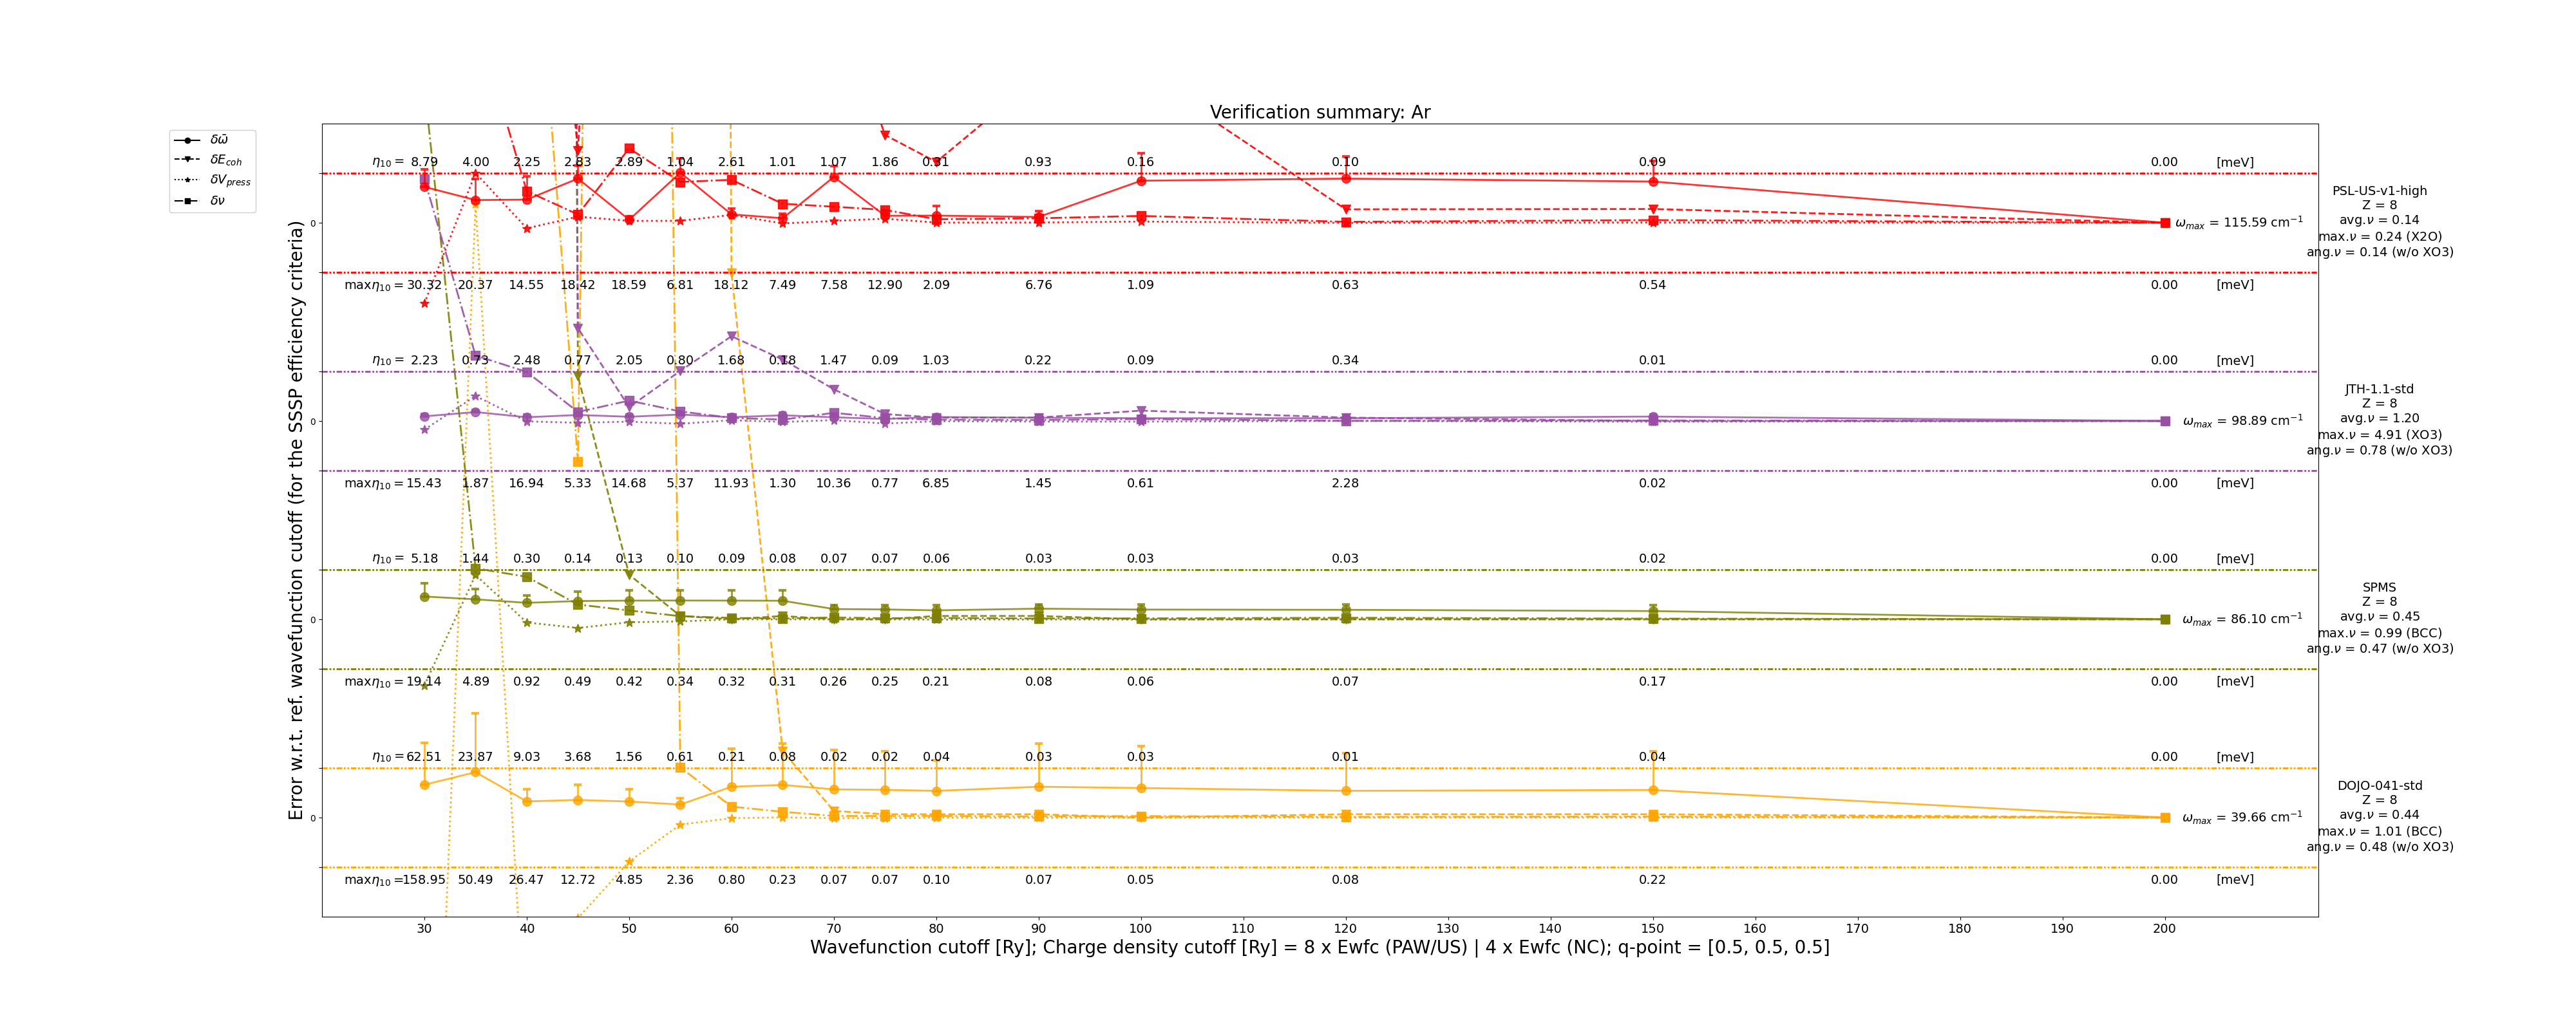 Verification summary: Ar
δω̄
δE_coh
δV_press
δν
Error w.r.t. ref. wavefunction cutoff (for the SSSP efficiency criteria)
η₁₀ = 8.79 4.00 2.25 2.83 2.89 1.04 2.61 1.01 1.07 1.86 0.31 0.93 0.16 0.10 0.09 0.00 [meV]
0
ω_max = 115.59 cm⁻¹
maxη₁₀ = 30.32 20.37 14.55 18.42 18.59 6.81 18.12 7.49 7.58 12.90 2.09 6.76 1.09 0.63 0.54 0.00 [meV]
PSL-US-v1-high
Z = 8
avg.ν = 0.14
max.ν = 0.24 (X2O)
ang.ν = 0.14 (w/o XO3)
η₁₀ = 2.23 0.73 2.48 0.77 2.05 0.80 1.68 0.18 1.47 0.09 1.03 0.22 0.09 0.34 0.01 0.00 [meV]
0
ω_max = 98.89 cm⁻¹
maxη₁₀ = 15.43 1.87 16.94 5.33 14.68 5.37 11.93 1.30 10.36 0.77 6.85 1.45 0.61 2.28 0.02 0.00 [meV]
JTH-1.1-std
Z = 8
avg.ν = 1.20
max.ν = 4.91 (XO3)
ang.ν = 0.78 (w/o XO3)
η₁₀ = 5.18 1.44 0.30 0.14 0.13 0.10 0.09 0.08 0.07 0.07 0.06 0.03 0.03 0.03 0.02 0.00 [meV]
0
ω_max = 86.10 cm⁻¹
maxη₁₀ = 19.14 4.89 0.92 0.49 0.42 0.34 0.32 0.31 0.26 0.25 0.21 0.08 0.06 0.07 0.17 0.00 [meV]
SPMS
Z = 8
avg.ν = 0.45
max.ν = 0.99 (BCC)
ang.ν = 0.47 (w/o XO3)
η₁₀ = 62.51 23.87 9.03 3.68 1.56 0.61 0.21 0.08 0.02 0.02 0.04 0.03 0.03 0.01 0.04 0.00 [meV]
0
ω_max = 39.66 cm⁻¹
maxη₁₀ = 158.95 50.49 26.47 12.72 4.85 2.36 0.80 0.23 0.07 0.07 0.10 0.07 0.05 0.08 0.22 0.00 [meV]
DOJO-041-std
Z = 8
avg.ν = 0.44
max.ν = 1.01 (BCC)
ang.ν = 0.48 (w/o XO3)
30 40 50 60 70 80 90 100 110 120 130 140 150 160 170 180 190 200
Wavefunction cutoff [Ry]; Charge density cutoff [Ry] = 8 x Ewfc (PAW/US) | 4 x Ewfc (NC); q-point = [0.5, 0.5, 0.5]